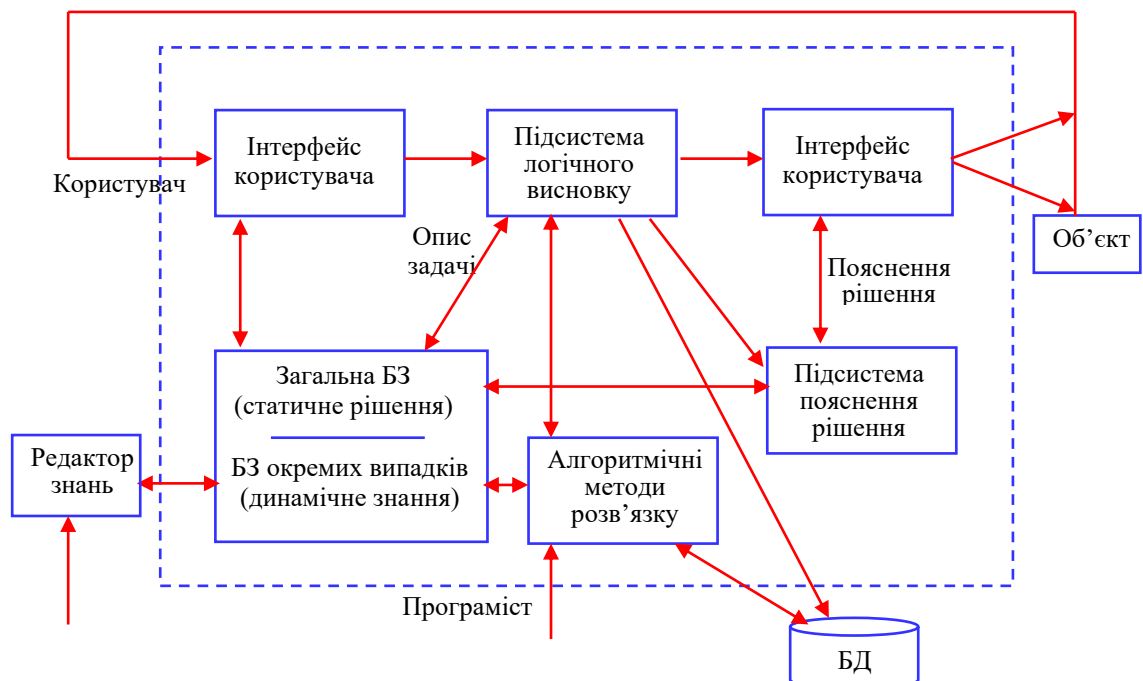 Інтерфейс
користувача
Підсистема
логічного
висновку
Інтерфейс
користувача
Користувач
Об’єкт
Опис
задачі
Пояснення
рішення
Загальна БЗ
(статичне рішення)
БЗ окремих випадків
(динамічне знання)
Підсистема
пояснення
рішення
Редактор
знань
Алгоритмічні
методи
розв’язку
Програміст
БД